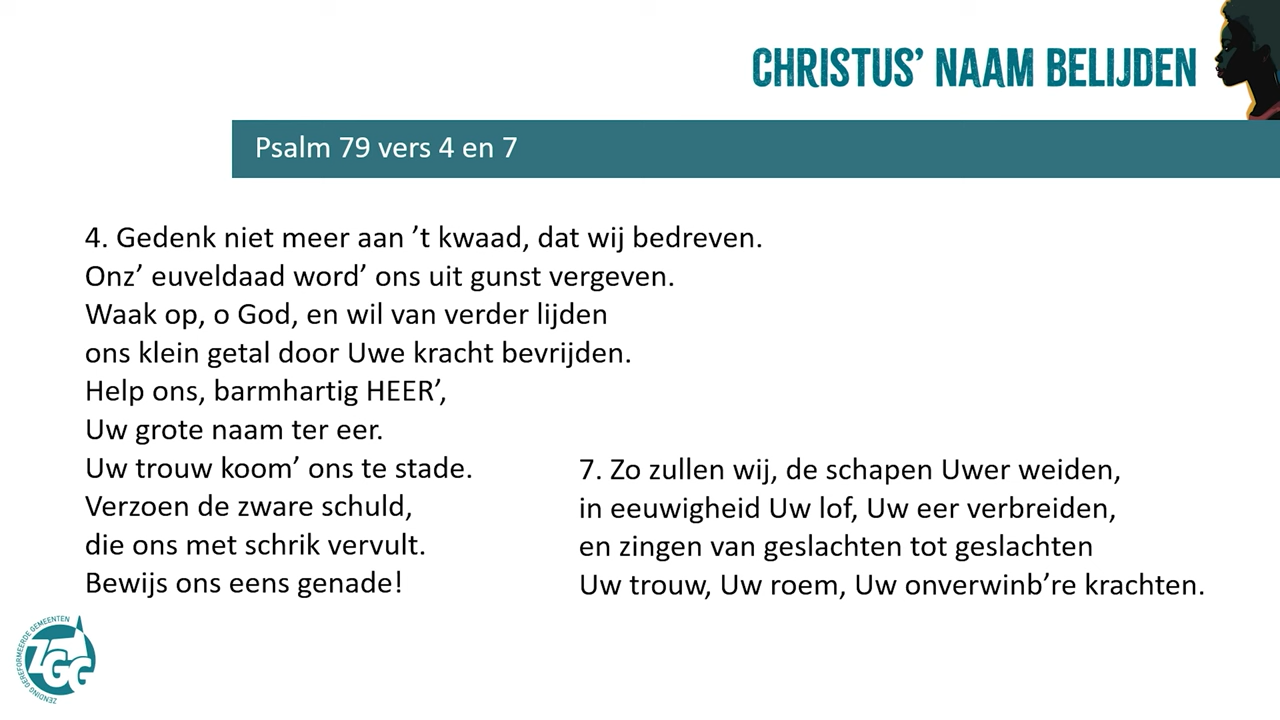 CHRISTUS’ NAAM BELIJDEN
Psalm 79 vers 4 en 7
4. Gedenk niet meer aan ’t kwaad, dat wij bedreven.
Onz’ euveldaad word’ ons uit gunst vergeven.
Waak op, o God, en wil van verder lijden
ons klein getal door Uwe kracht bevrijden.
Help ons, barmhartig HEER’,
Uw grote naam ter eer.
Uw trouw koom’ ons te stade.
Verzoen de zware schuld,
die ons met schrik vervult.
Bewijs ons eens genade!
7. Zo zullen wij, de schapen Uwer weiden,
in eeuwigheid Uw lof, Uw eer verbreiden,
en zingen van geslachten tot geslachten
Uw trouw, Uw roem, Uw onverwinb’re krachten.
ZENDING GEREFORMEERDE GEMEENTEN
ZGG